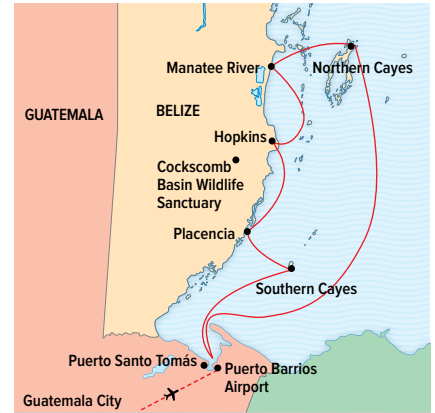 Manatee River
Northern Cayes
GUATEMALA
BELIZE
Hopkins
Cockscomb
Basin Wildlife
Sanctuary
Placencia
Southern Cayes
Puerto Santo Tomás
Puerto Barrios
Airport
Guatemala City